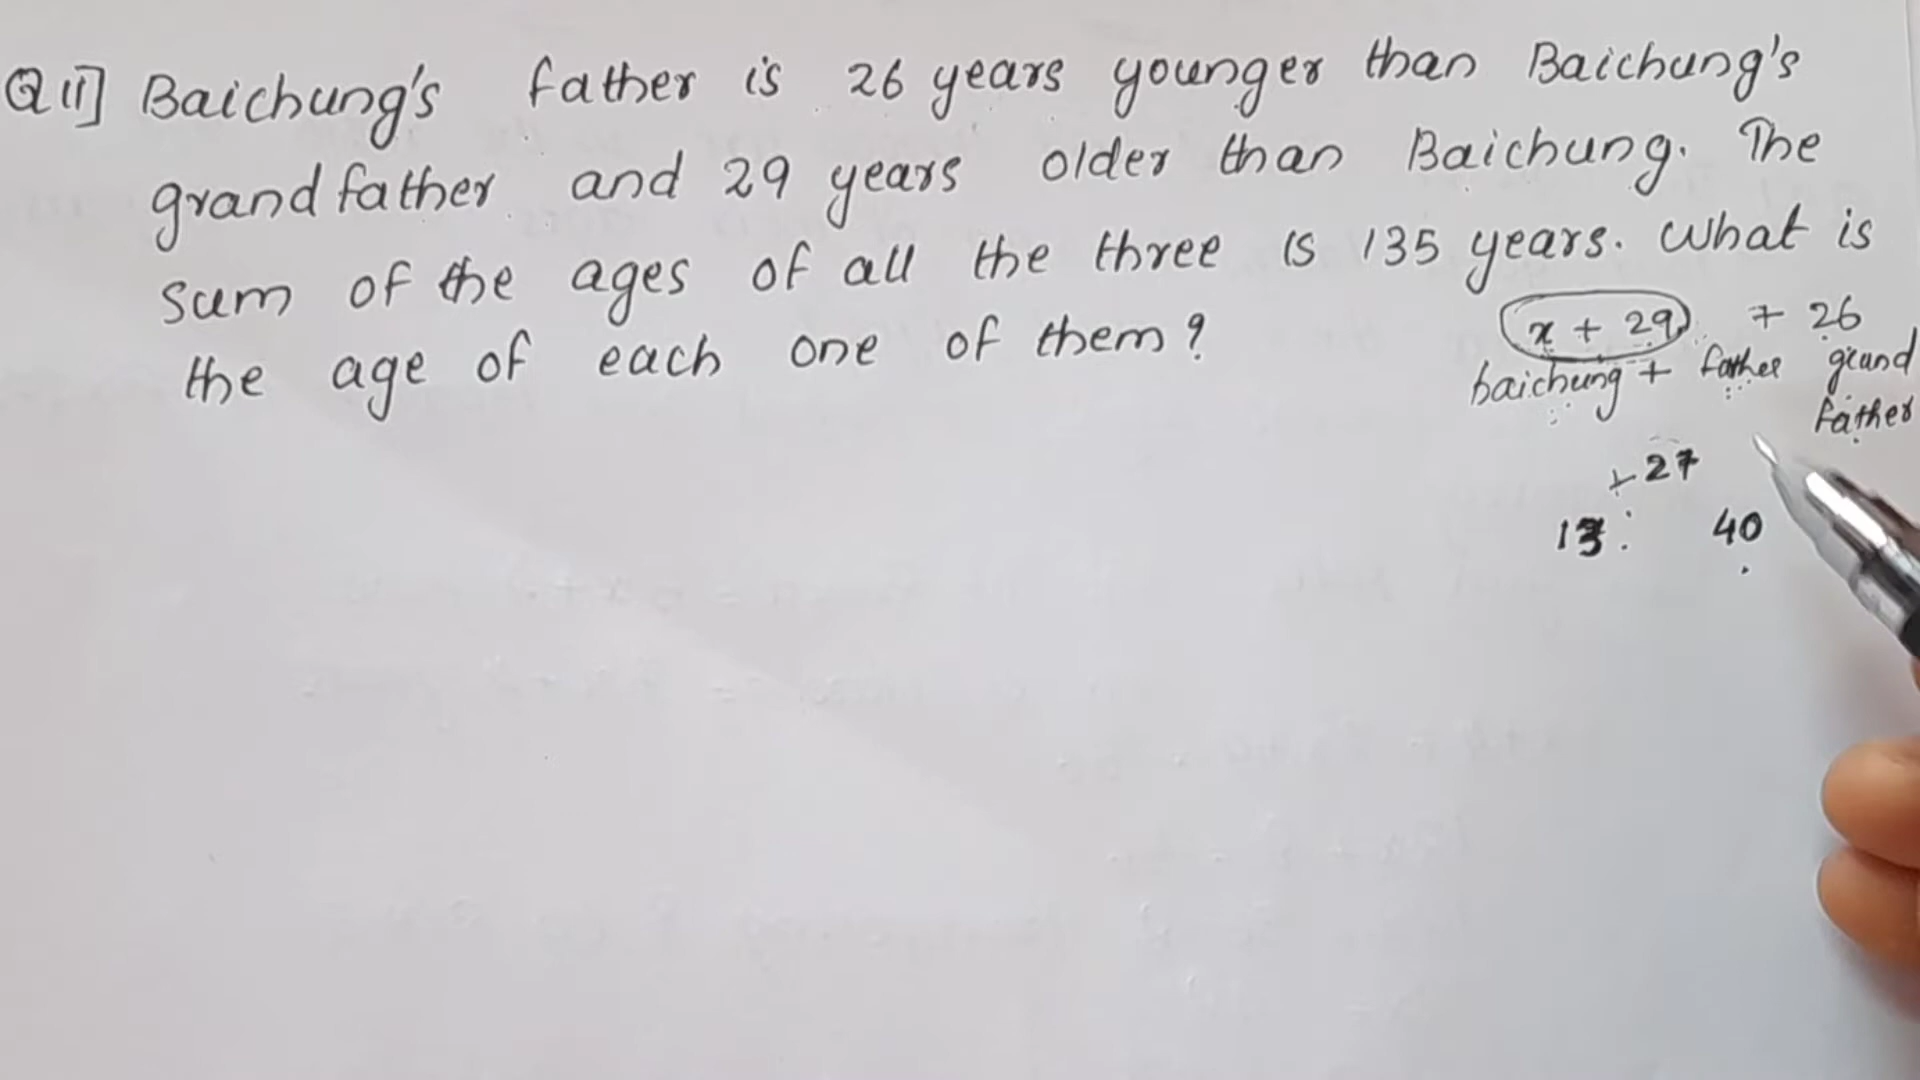 Q 11] Baichung's father is 26 years younger than Baichung's
grandfather and 29 years older than Baichung. The
sum of the ages of all the three is 135 years. What is
the age of each one of them?
x + 29 + 26
baichung + father grand
father
+ 27
13 40